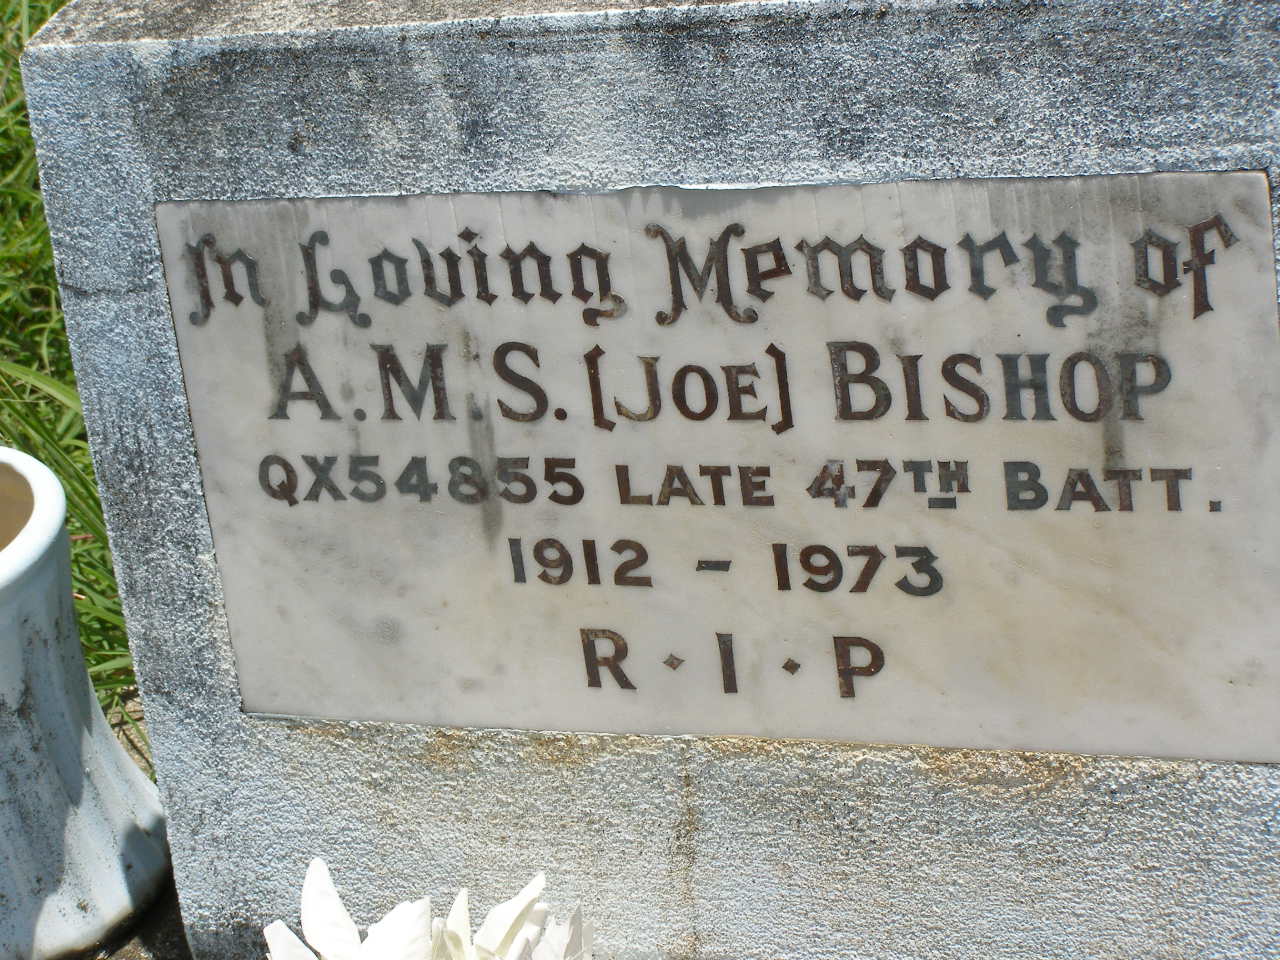 In Loving Memory of
A.M.S. [JOE] BISHOP
QX54855 LATE 47TH BATT.
1912 - 1973
R · I · P